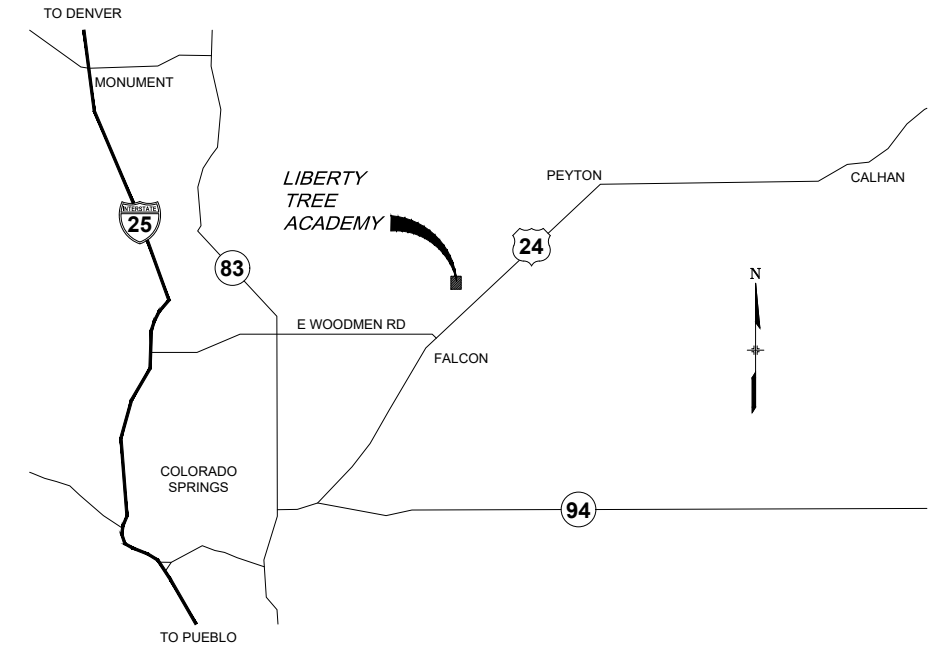 TO DENVER
MONUMENT
LIBERTY
TREE
ACADEMY
PEYTON
CALHAN
INTERSTATE
25
24
83
N
E WOODMEN RD
FALCON
COLORADO
SPRINGS
94
TO PUEBLO